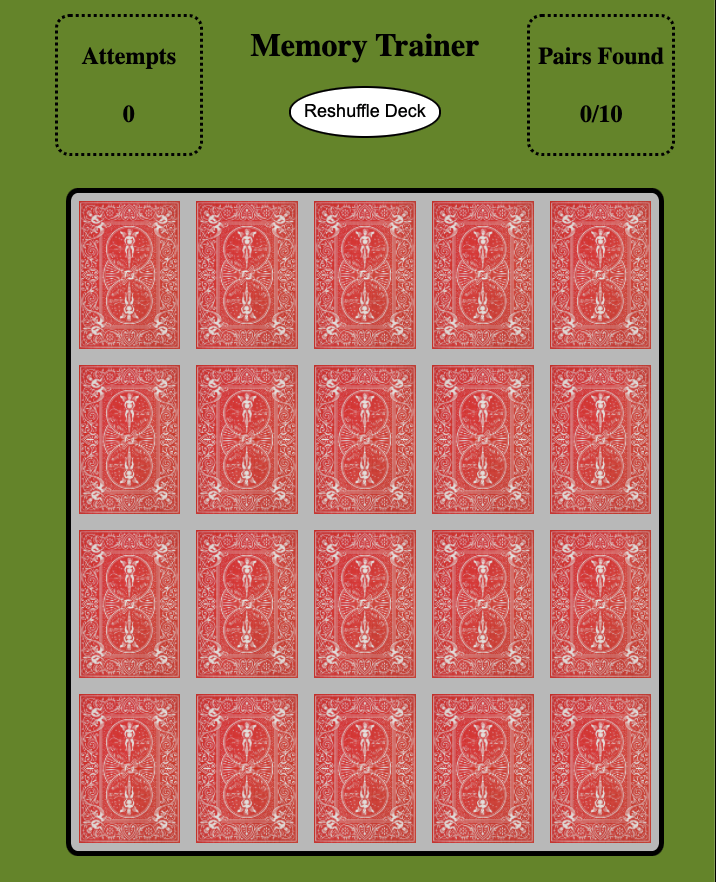 Attempts
0
Memory Trainer
Reshuffle Deck
Pairs Found
0/10